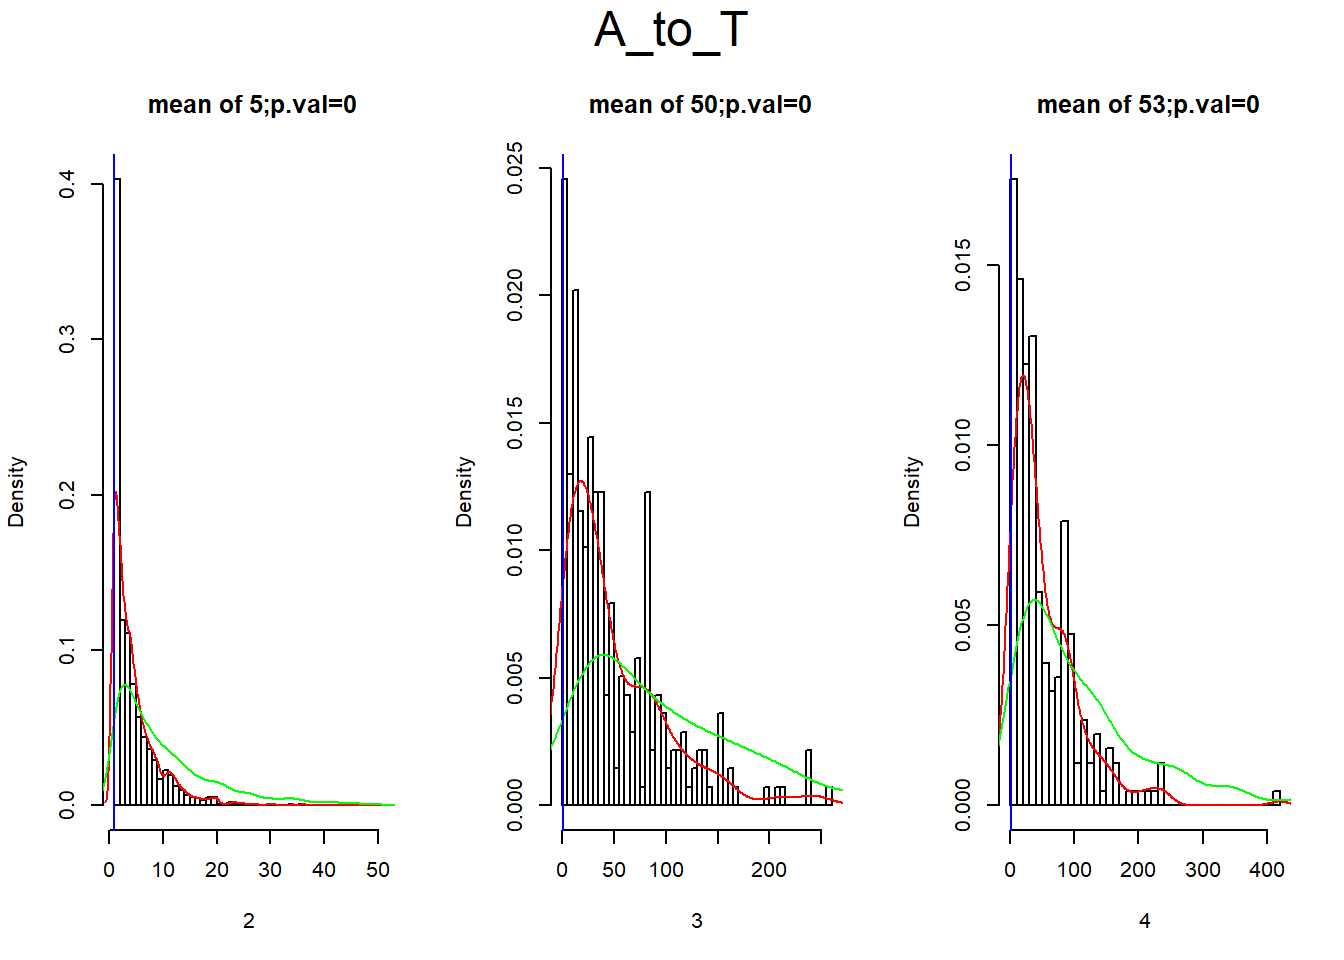 A_to_T
mean of 5;p.val=0
Density
0.0 0.1 0.2 0.3 0.4
0 10 20 30 40 50
2
mean of 50;p.val=0
Density
0.000 0.005 0.010 0.015 0.020 0.025
0 50 100 200
3
mean of 53;p.val=0
Density
0.000 0.005 0.010 0.015
0 100 200 300 400
4